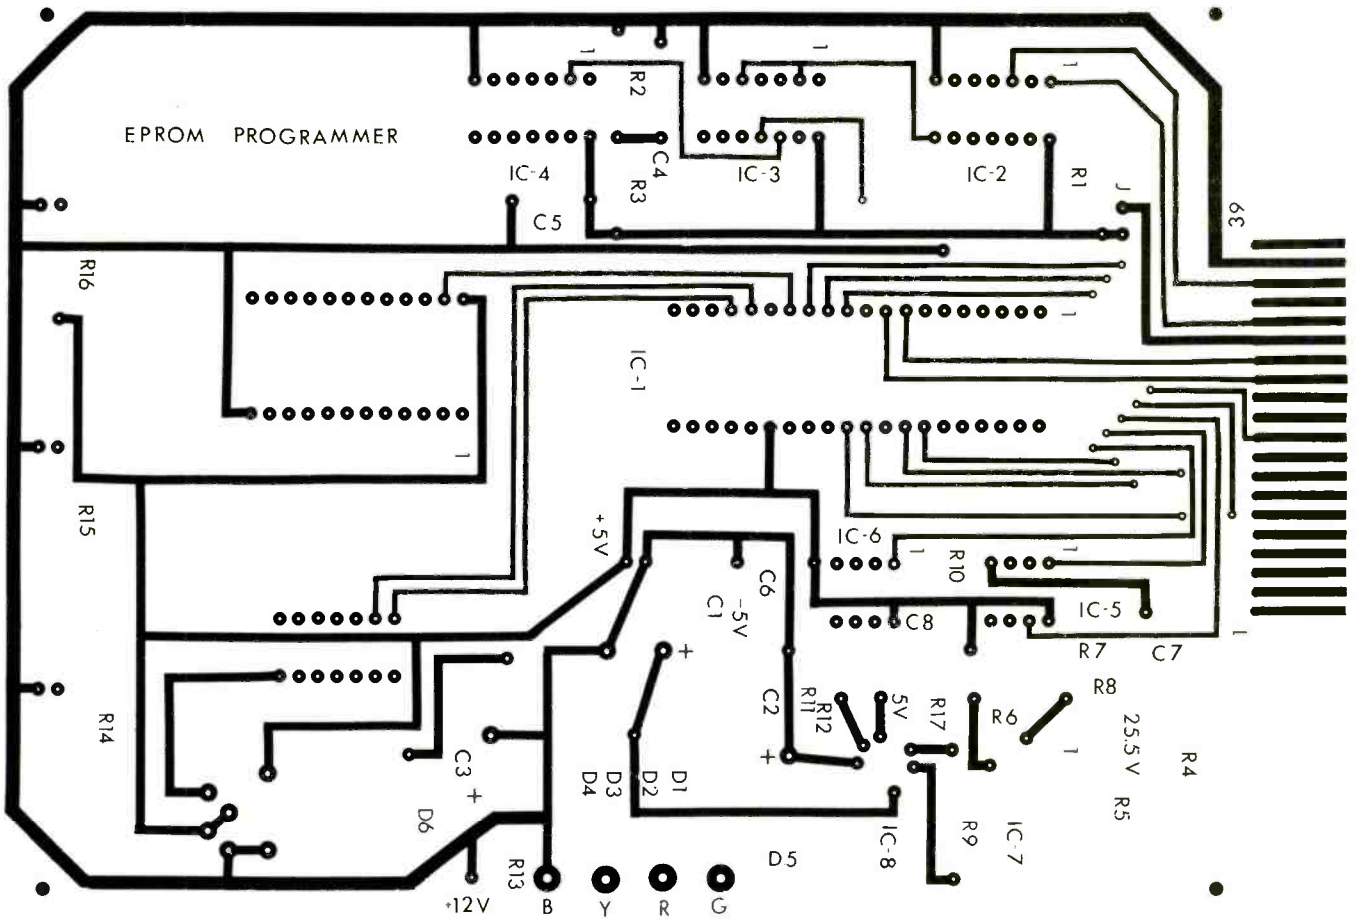 1
1
1
R2
EPROM PROGRAMMER
C4
IC-4
IC-3
IC-2
R1
R3
J
C5
39
R16
1
IC-1
1
R15
+5V
IC-6
1
R10
1
C6
-5V
C1
C8
IC-5
1
R7
C7
+
R14
C2
R11
R12
5V
R17
R6
R8
25.5V
R4
1
C3
+
+
D4
D3
D2
D1
D6
R5
R9
IC-7
IC-8
D5
R13
+12V
B
Y
R
G